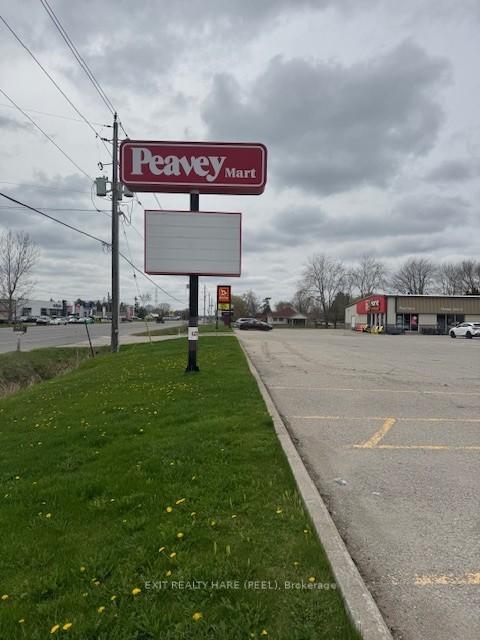 Peavey Mart
EXIT REALTY HARE (PEEL), Brokerage